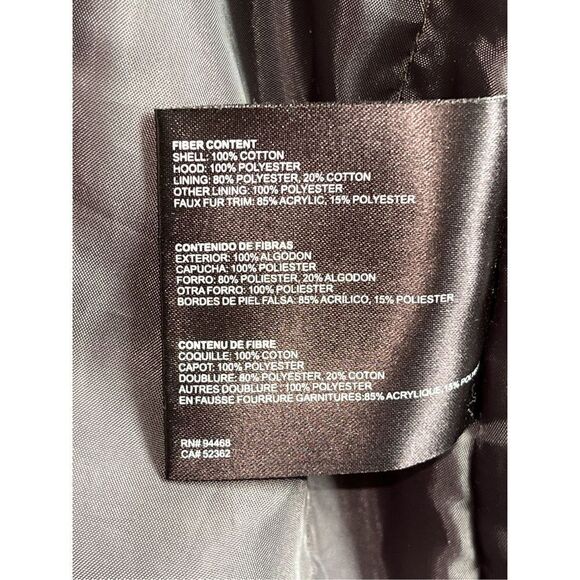 FIBER CONTENT
SHELL: 100% COTTON
HOOD: 100% POLYESTER
LINING: 80% POLYESTER, 20% COTTON
OTHER LINING: 100% POLYESTER
FAUX FUR TRIM: 85% ACRYLIC, 15% POLYESTER
CONTENIDO DE FIBRAS
EXTERIOR: 100% ALGODON
CAPUCHA: 100% POLIESTER
FORRO: 80% POLIESTER, 20% ALGODON
OTRA FORRO: 100% POLIESTER
BORDES DE PIEL FALSA: 85% ACRILICO, 15% POLIESTER
CONTENU DE FIBRE
COQUILLE: 100% COTON
CAPOT: 100% POLYESTER
DOUBLURE: 80% POLYESTER, 20% COTON
AUTRES DOUBLURE : 100% POLYESTER
EN FAUSSE FOURRURE GARNITURES:85% ACRYLIQUE, 15%
RN# 94468
CA# 52362